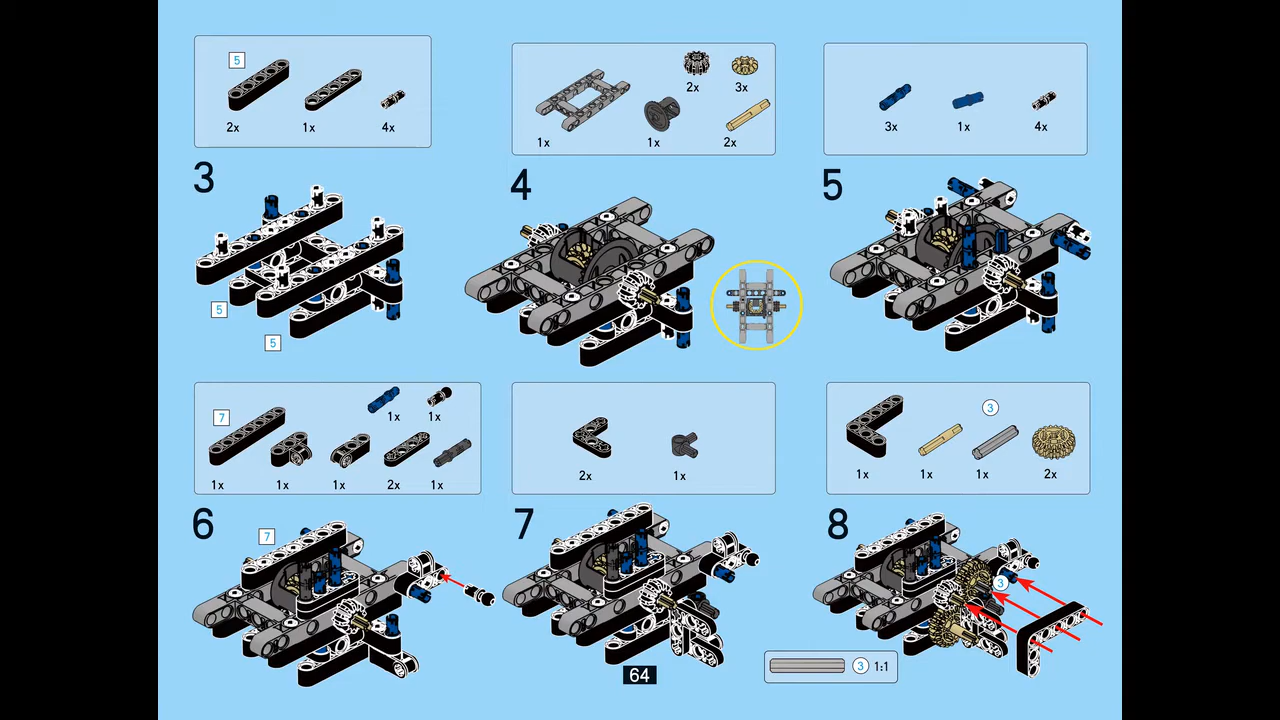 5
2x 1x 4x
2x 3x
1x 1x 2x
3x 1x 4x
3
4
5
5
5
1x 1x
7
1x 1x 1x 2x 1x
2x 1x
3
1x 1x 1x 2x
6
7
7
8
3
64
3 1:1